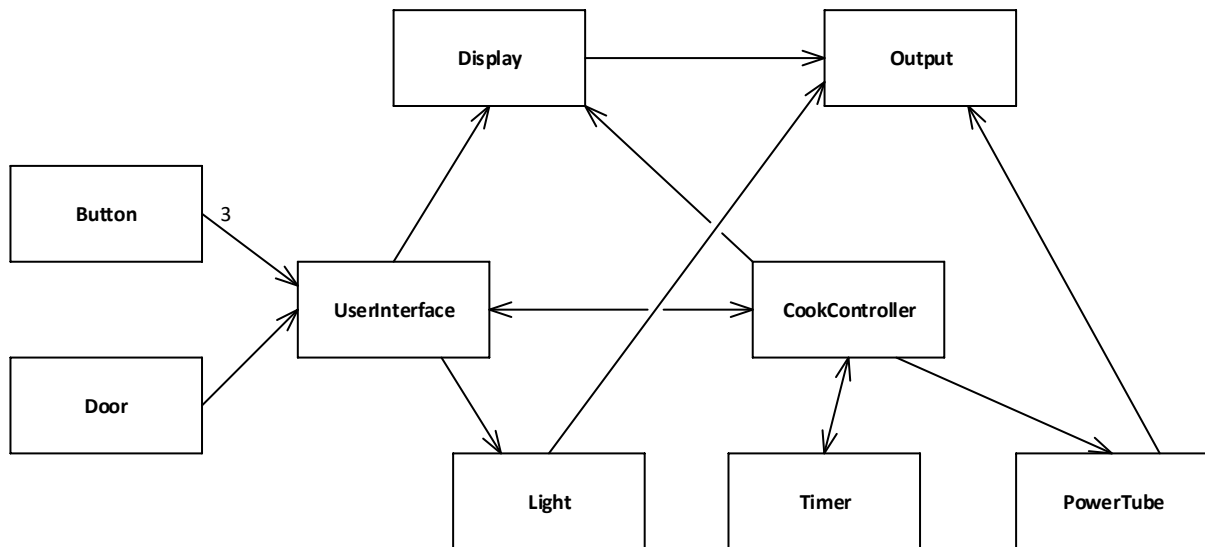 Display
Output
Button
3
UserInterface
CookController
Door
Light
Timer
PowerTube